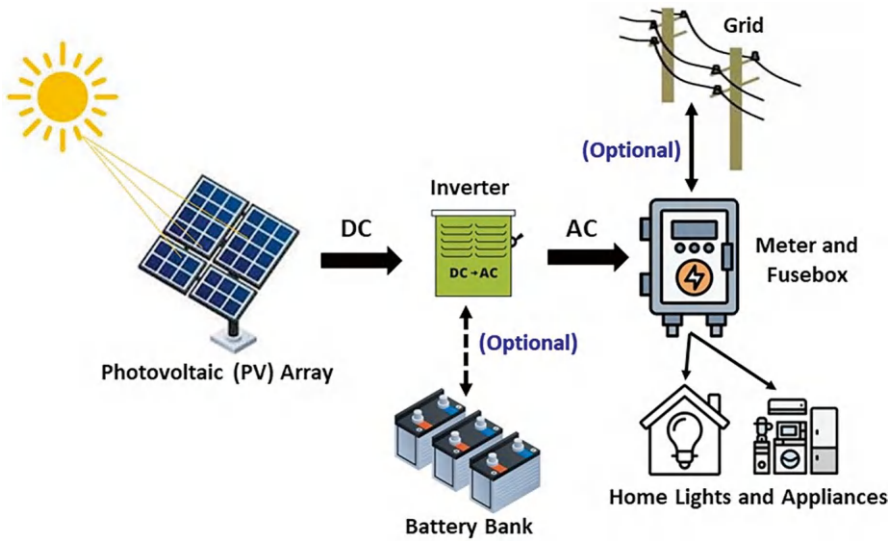 Grid
(Optional)
Inverter
DC
AC
DC→AC
Meter and
Fusebox
(Optional)
Photovoltaic (PV) Array
Home Lights and Appliances
Battery Bank